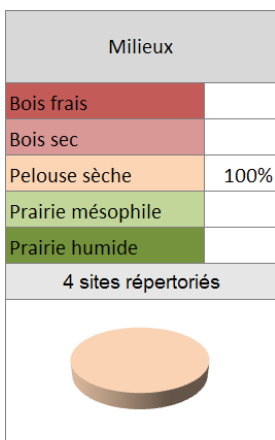 Milieux
Bois frais
Bois sec
Pelouse sèche 100%
Prairie mésophile
Prairie humide
4 sites répertoriés